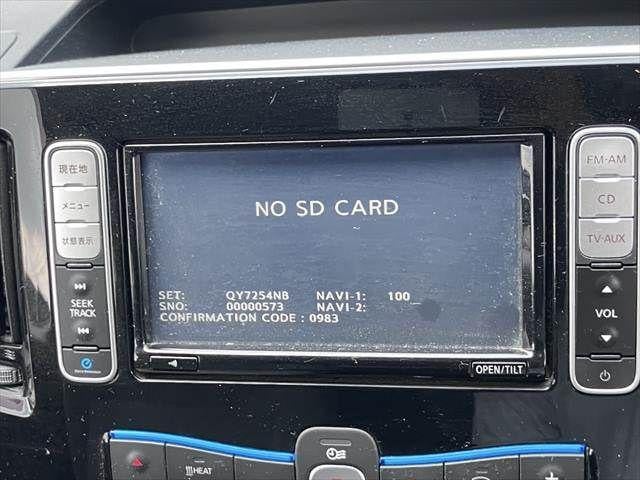 NO SD CARD
SET: QY7254NB NAVI-1: 100
SNO: 00000573 NAVI-2:
CONFIRMATION CODE : 0983
現在地
メニュー
状態表示
SEEK
TRACK
FM-AM
CD
TV-AUX
VOL
OPEN/TILT
HEAT